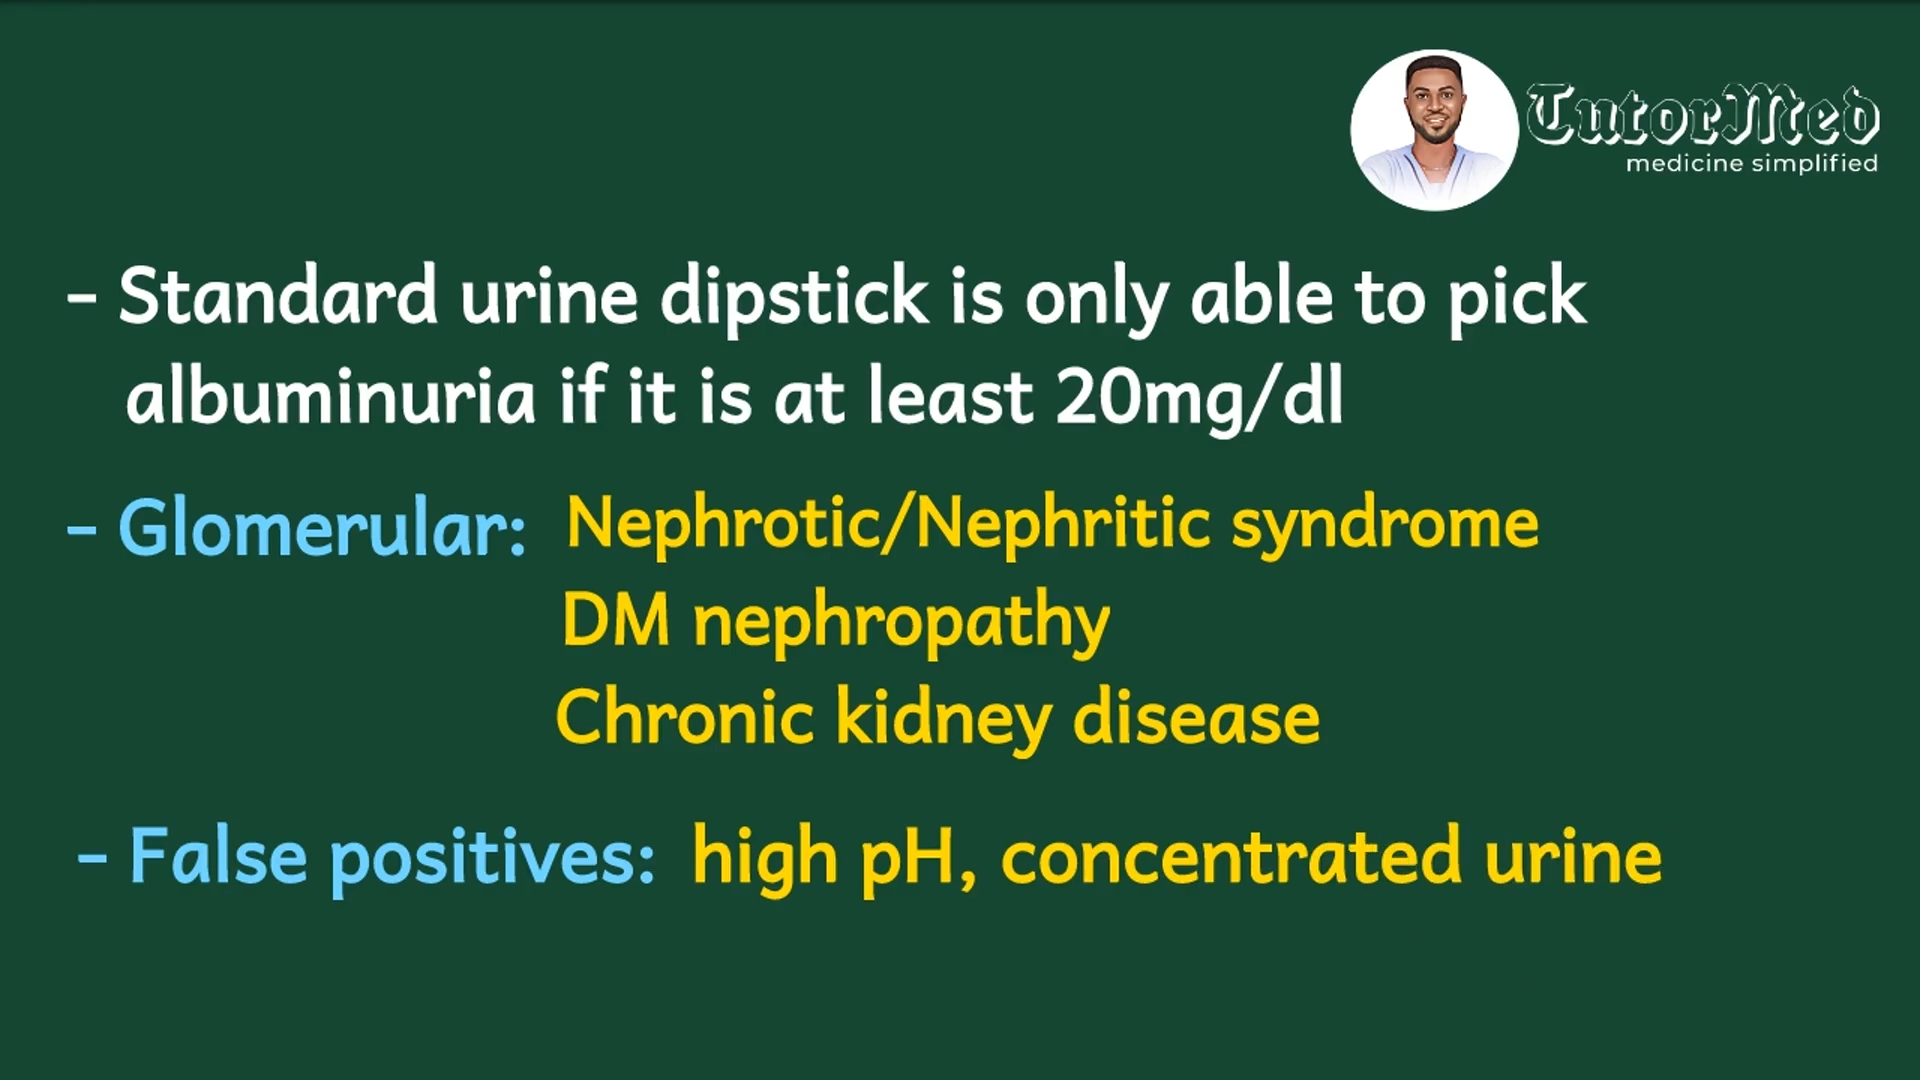 TutorMed
medicine simplified
- Standard urine dipstick is only able to pick
albuminuria if it is at least 20mg/dl
- Glomerular: Nephrotic/Nephritic syndrome
DM nephropathy
Chronic kidney disease
- False positives: high pH, concentrated urine